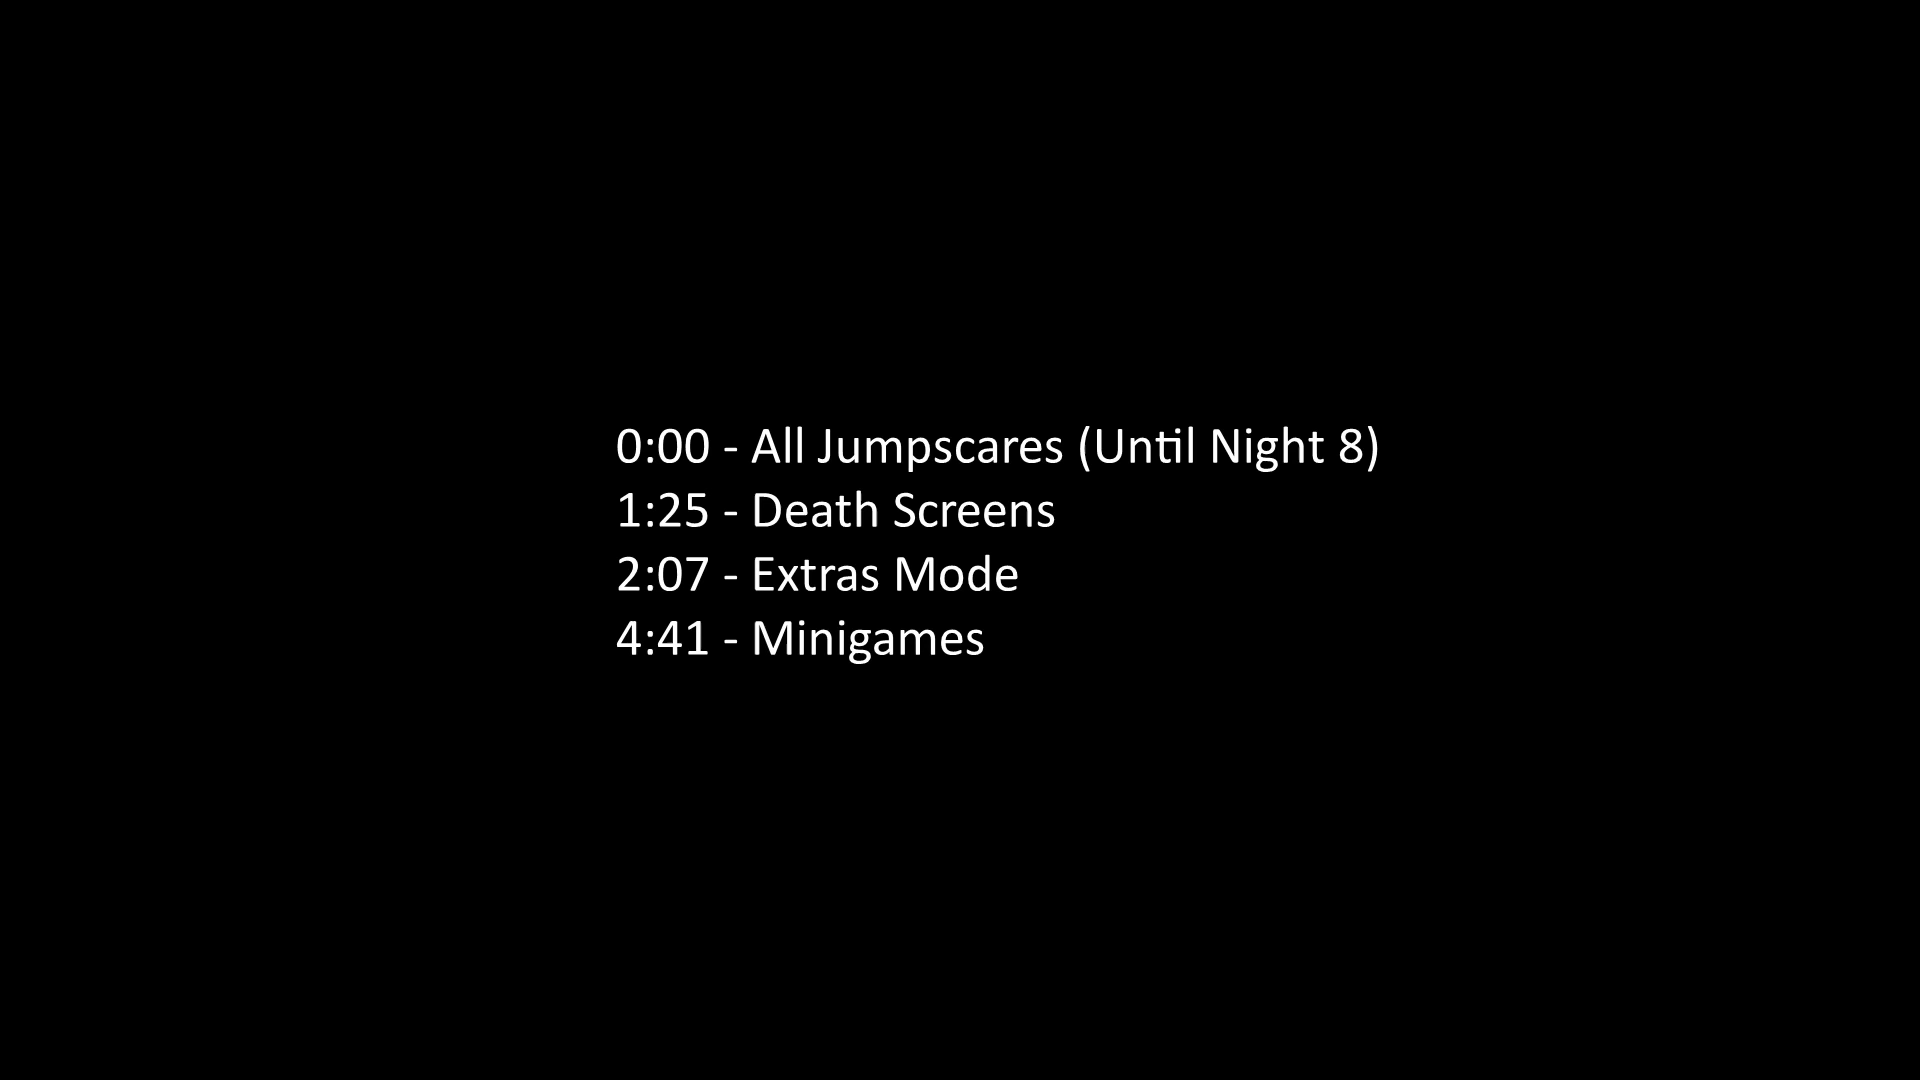 0:00 - All Jumpscares (Until Night 8)
1:25 - Death Screens
2:07 - Extras Mode
4:41 - Minigames